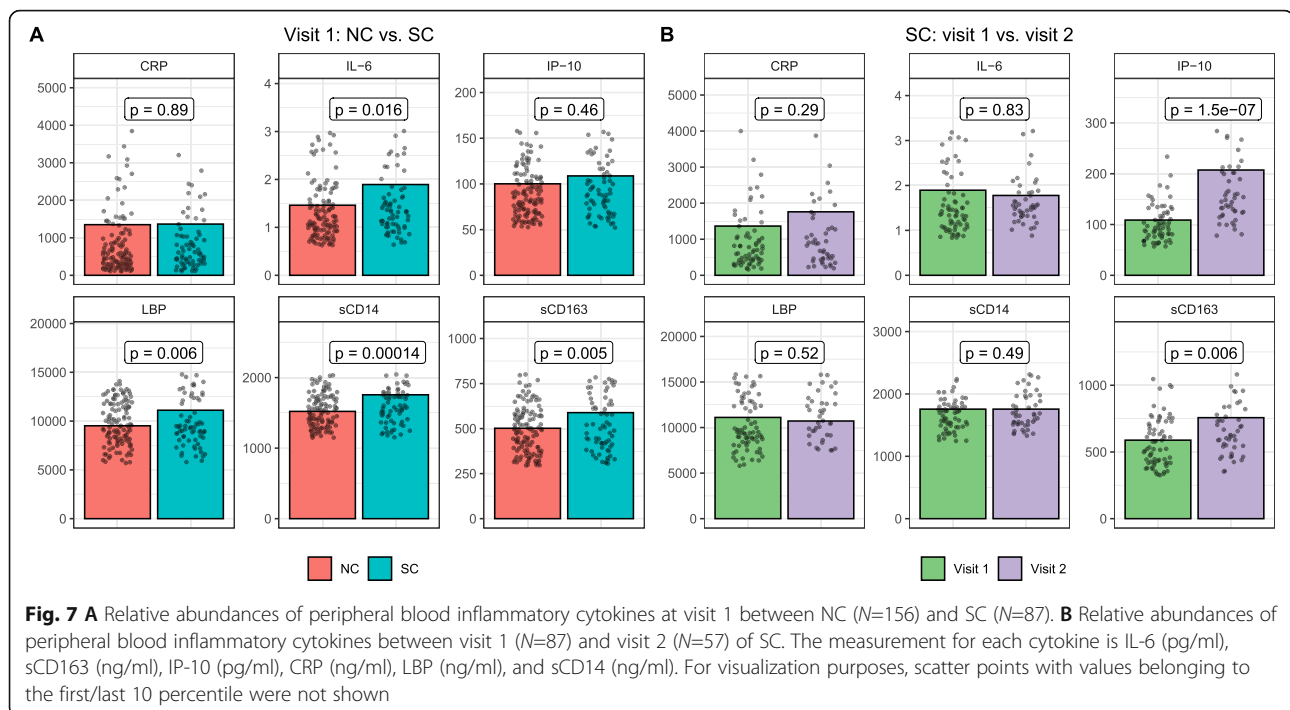 A
Visit 1: NC vs. SC
B
SC: visit 1 vs. visit 2
CRP
IL−6
IP−10
CRP
IL−6
IP−10
5000
4000
3000
2000
1000
0
p = 0.89
4
3
2
1
0
p = 0.016
200
150
100
50
0
p = 0.46
5000
4000
3000
2000
1000
0
p = 0.29
4
3
2
1
0
p = 0.83
300
200
100
0
p = 1.5e−07
LBP
sCD14
sCD163
LBP
sCD14
sCD163
20000
15000
10000
5000
0
p = 0.006
2000
1000
0
p = 0.00014
1000
750
500
250
0
p = 0.005
20000
15000
10000
5000
0
p = 0.52
3000
2000
1000
0
p = 0.49
1000
500
0
p = 0.006
NC
SC
Visit 1
Visit 2
Fig. 7 A Relative abundances of peripheral blood inflammatory cytokines at visit 1 between NC (N=156) and SC (N=87). B Relative abundances of
peripheral blood inflammatory cytokines between visit 1 (N=87) and visit 2 (N=57) of SC. The measurement for each cytokine is IL-6 (pg/ml),
sCD163 (ng/ml), IP-10 (pg/ml), CRP (ng/ml), LBP (ng/ml), and sCD14 (ng/ml). For visualization purposes, scatter points with values belonging to
the first/last 10 percentile were not shown